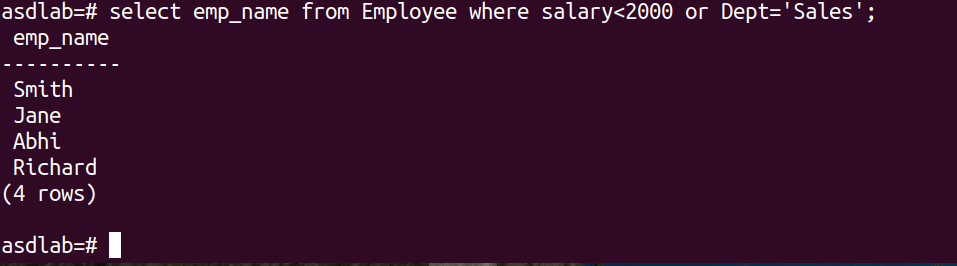 asdlab=# select emp_name from Employee where salary<2000 or Dept='Sales';
emp_name
----------
Smith
Jane
Abhi
Richard
(4 rows)
asdlab=#